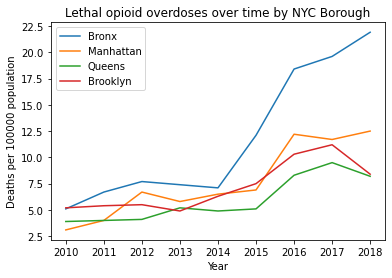 Lethal opioid overdoses over time by NYC Borough
Deaths per 100000 population
22.5
20.0
17.5
15.0
12.5
10.0
7.5
5.0
2.5
Bronx
Manhattan
Queens
Brooklyn
2010 2011 2012 2013 2014 2015 2016 2017 2018
Year